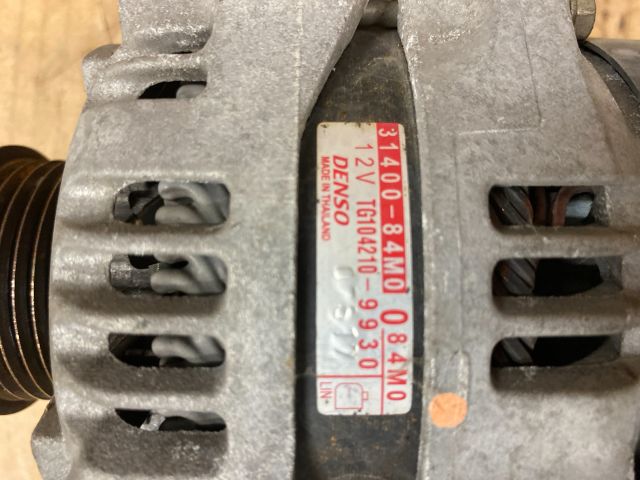 31400-84M0 084M0
12V TG104210-9930
DENSO
MADE IN THAILAND
LIN